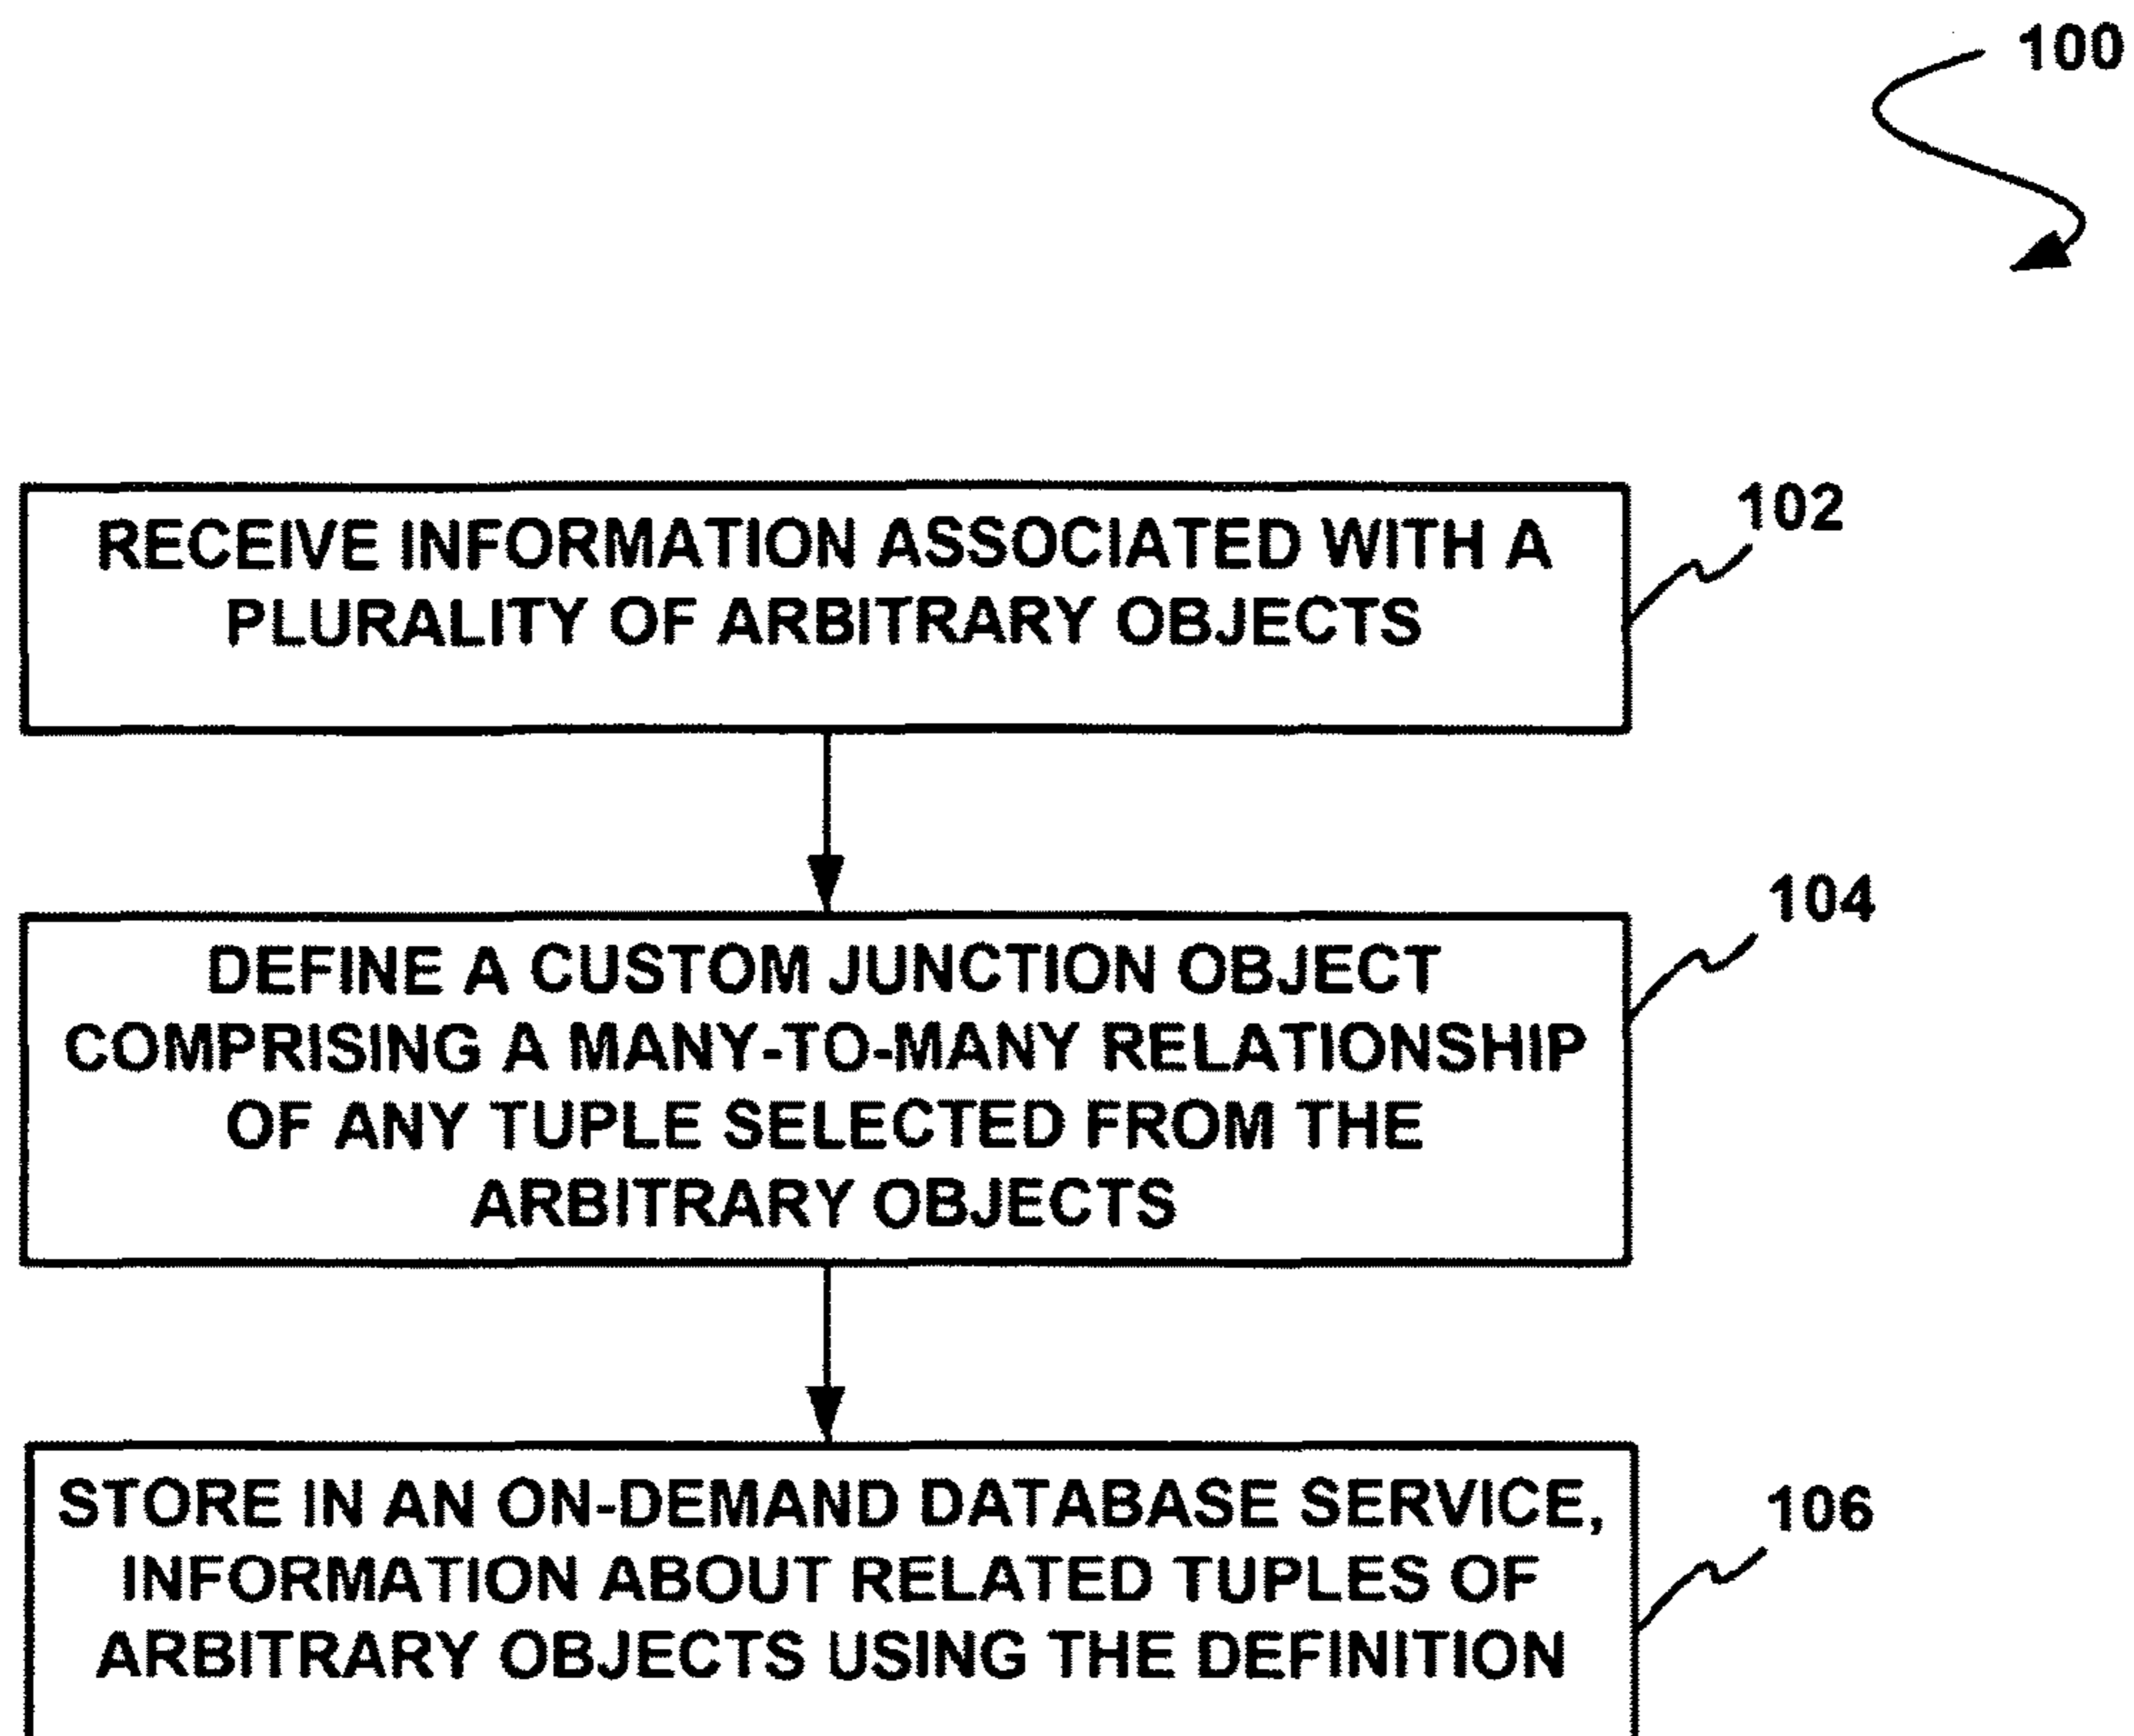 100
102
RECEIVE INFORMATION ASSOCIATED WITH A
PLURALITY OF ARBITRARY OBJECTS
104
DEFINE A CUSTOM JUNCTION OBJECT
COMPRISING A MANY-TO-MANY RELATIONSHIP
OF ANY TUPLE SELECTED FROM THE
ARBITRARY OBJECTS
106
STORE IN AN ON-DEMAND DATABASE SERVICE,
INFORMATION ABOUT RELATED TUPLES OF
ARBITRARY OBJECTS USING THE DEFINITION